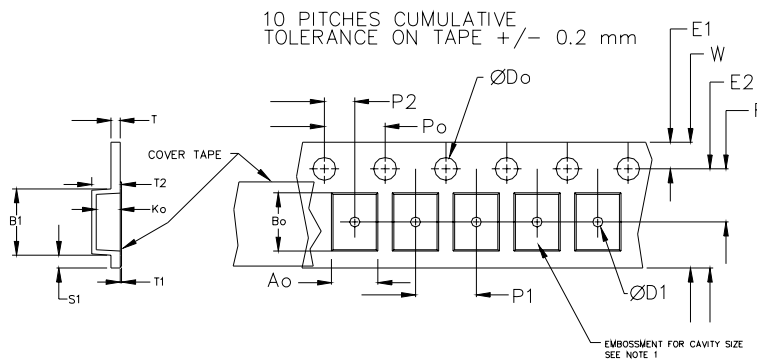 10 PITCHES CUMULATIVE
TOLERANCE ON TAPE +/- 0.2 mm
E1
W
ØDo
E2
P2
F
T
Po
COVER TAPE
T2
B1
Ko
Bo
Ao
S1
T1
P1
ØD1
EMBOSSMENT FOR CAVITY SIZE
SEE NOTE 1